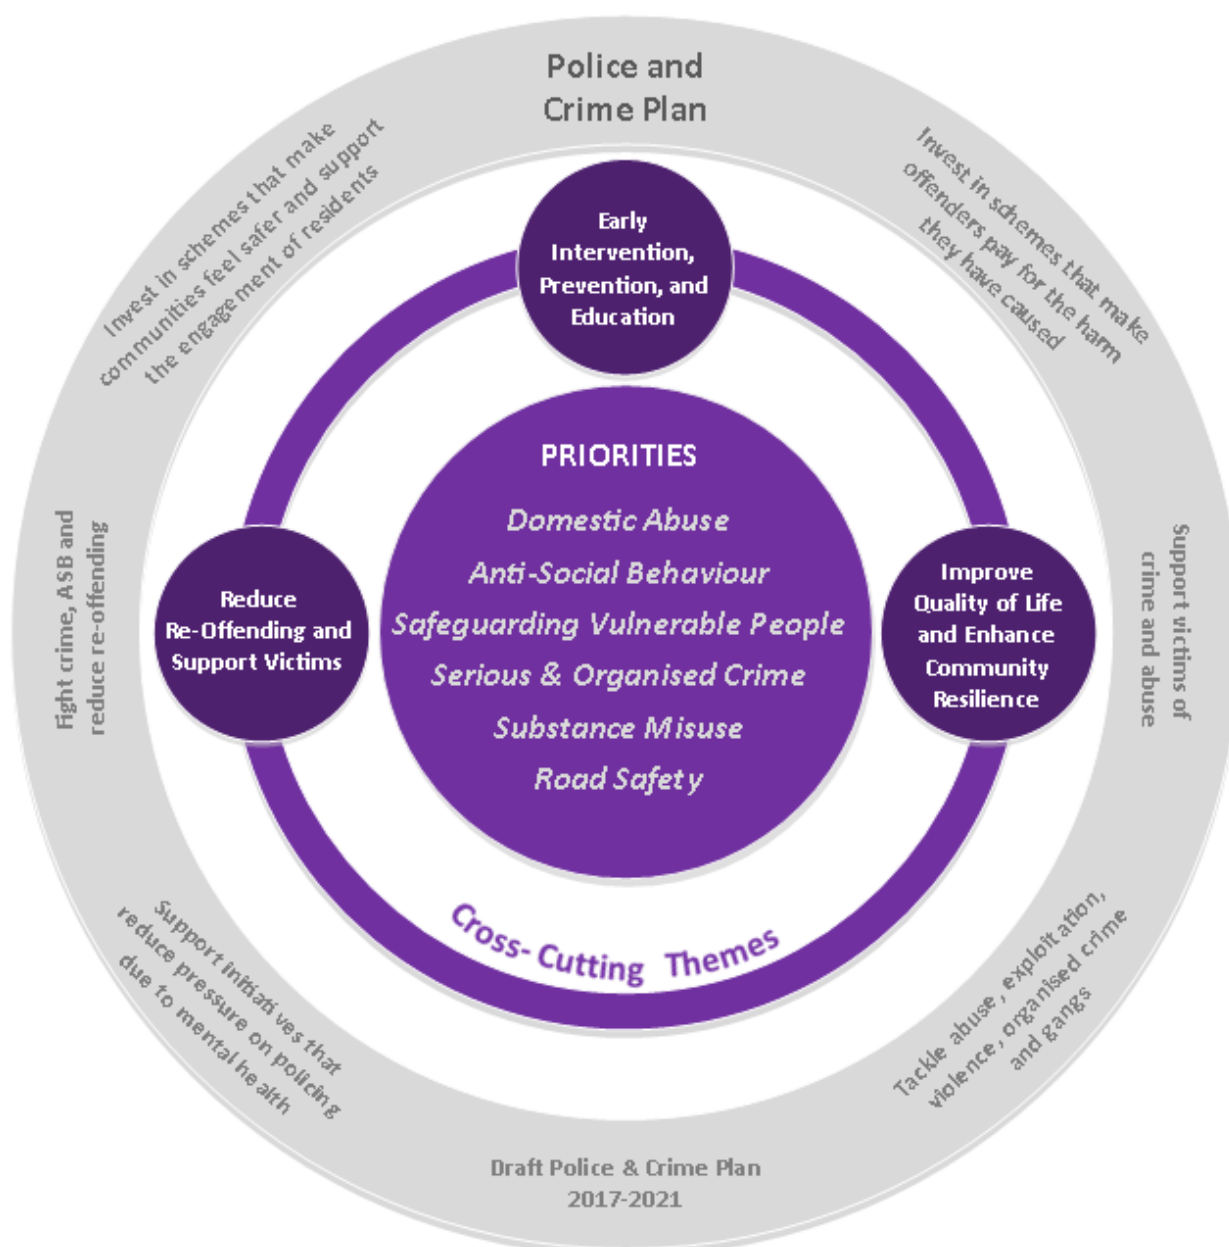 Police and
Crime Plan
Invest in schemes that make
communities feel safer and support
the engagement of residents
Invest in schemes that make
offenders pay for the harm
they have caused
Early
Intervention,
Prevention, and
Education
PRIORITIES
Domestic Abuse
Anti-Social Behaviour
Safeguarding Vulnerable People
Serious & Organised Crime
Substance Misuse
Road Safety
Fight crime, ASB and
reduce re-offending
Reduce
Re-Offending and
Support Victims
Improve
Quality of Life
and Enhance
Community
Resilience
Support victims of
crime and abuse
Cross-Cutting Themes
Support initiatives that
reduce pressure on policing
due to mental health
Tackle abuse, exploitation,
violence, organised crime
and gangs
Draft Police & Crime Plan
2017-2021